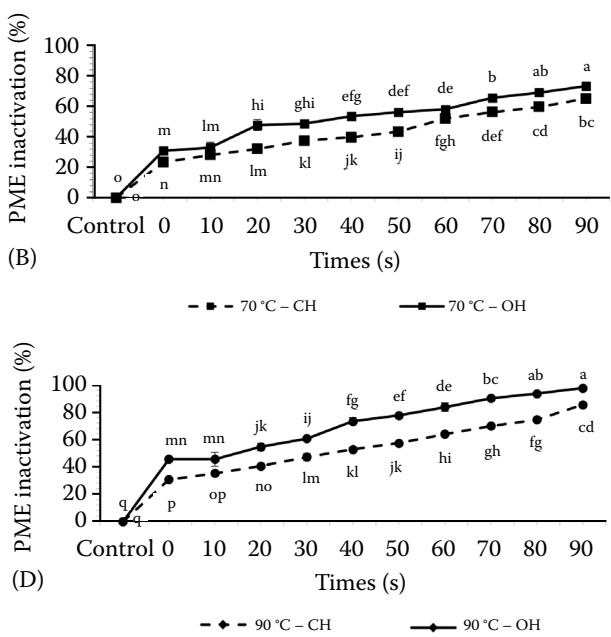 PME inactivation (%)
100
80
60
40
20
0
o o
m lm hi ghi efg def de b ab a
n mn lm kl jk ij fgh def cd bc
Control 0 10 20 30 40 50 60 70 80 90
(B)
Times (s)
70 °C – CH 70 °C – OH
PME inactivation (%)
100
80
60
40
20
0
q q
mn mn jk ij fg ef de bc ab a
p op no lm kl jk hi gh fg cd
Control 0 10 20 30 40 50 60 70 80 90
(D)
Times (s)
90 °C – CH 90 °C – OH